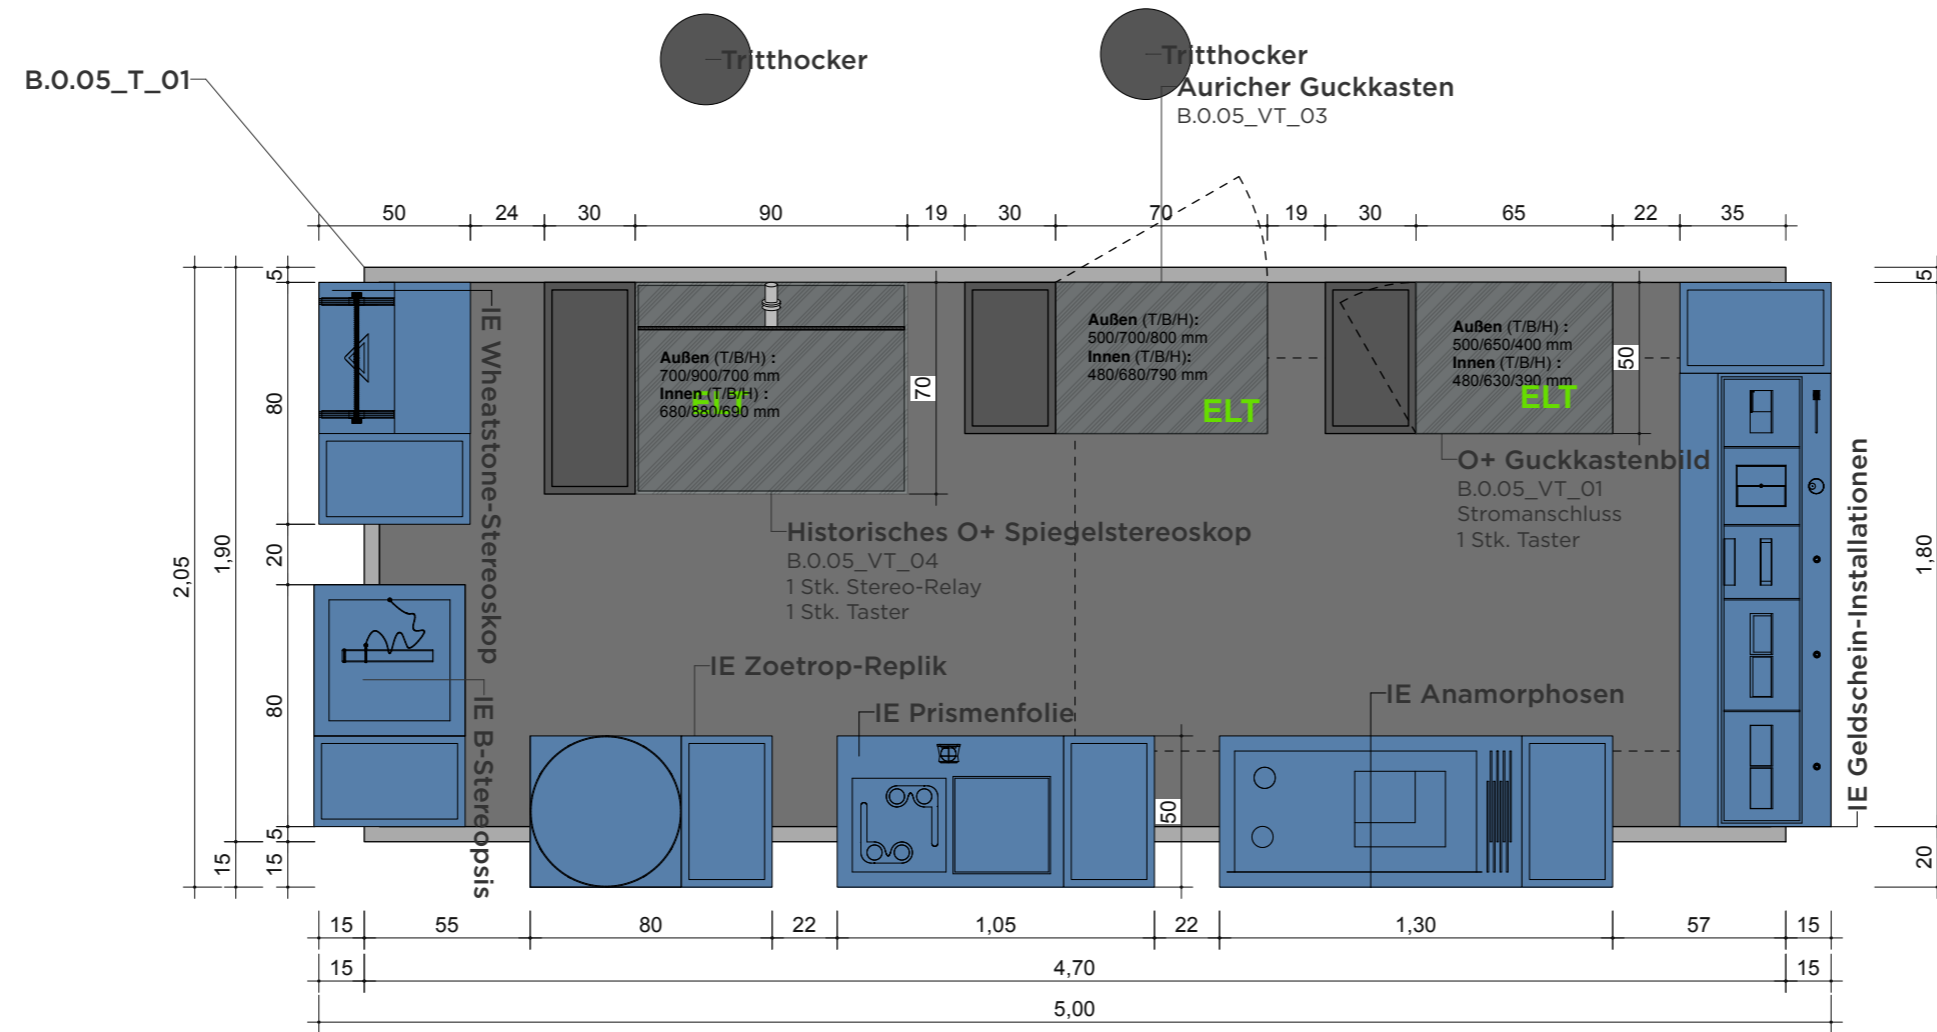 Tritthocker
Tritthocker
B.0.05_T_01
Auricher Guckkasten
B.0.05_VT_03
50 24 30 90 19 30 70 19 30 65 22 35
2,05
1,90
5
80
20
80
5
15
15
IE Wheatstone-Stereoskop
IE B-Stereopsis
Außen (T/B/H) :
700/900/700 mm
Innen (T/B/H) :
680/880/690 mm
ELT
70
Außen (T/B/H):
500/700/800 mm
Innen (T/B/H):
480/680/790 mm
ELT
Außen (T/B/H) :
500/650/400 mm
Innen (T/B/H) :
480/630/390 mm
ELT
50
Historisches O+ Spiegelstereoskop
B.0.05_VT_04
1 Stk. Stereo-Relay
1 Stk. Taster
O+ Guckkastenbild
B.0.05_VT_01
Stromanschluss
1 Stk. Taster
IE Zoetrop-Replik
IE Prismenfolie
IE Anamorphosen
50
IE Geldschein-Installationen
5
1,80
20
15 55 80 22 1,05 22 1,30 57 15
15 4,70 15
5,00